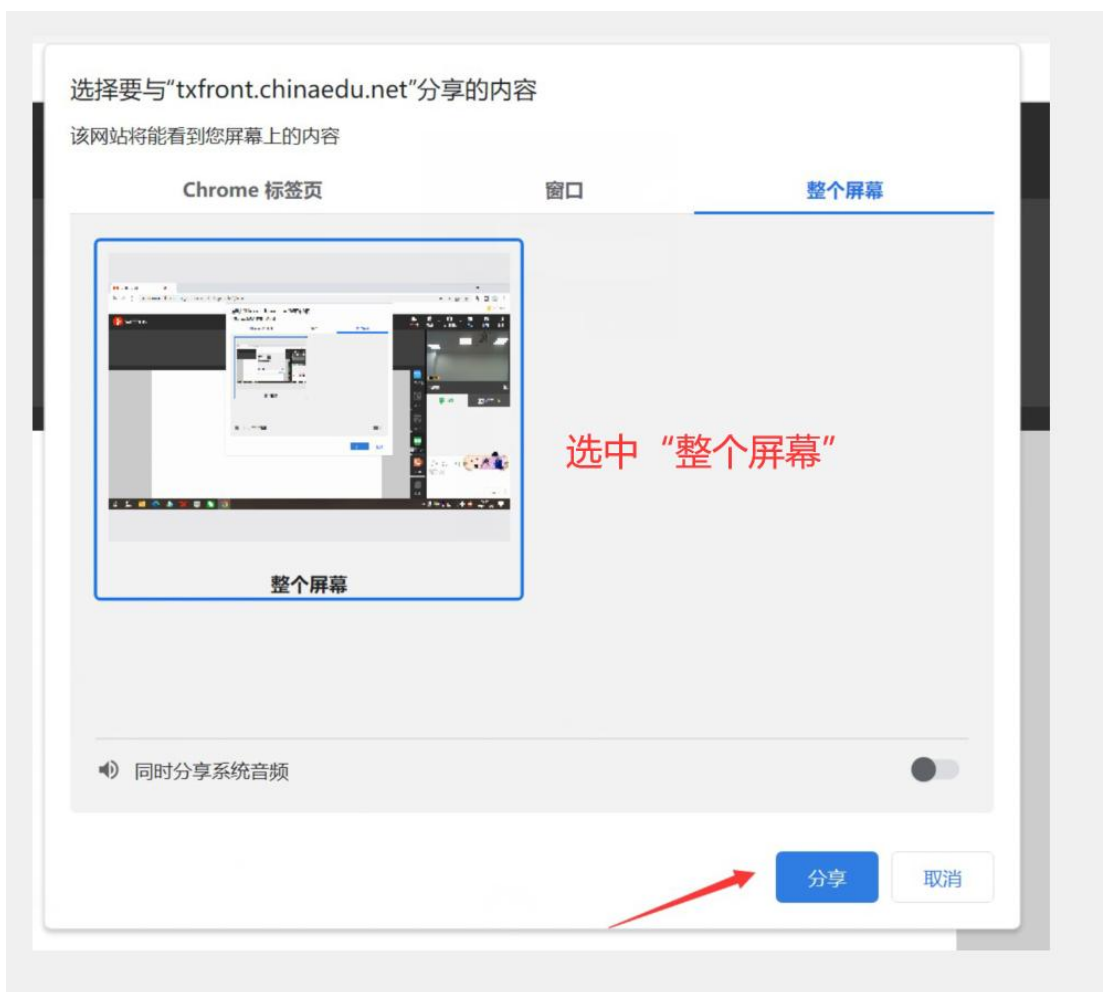 选择要与“txfront.chinaedu.net”分享的内容
该网站将能看到您屏幕上的内容
Chrome 标签页
窗口
整个屏幕
选中“整个屏幕”
整个屏幕
同时分享系统音频
分享
取消